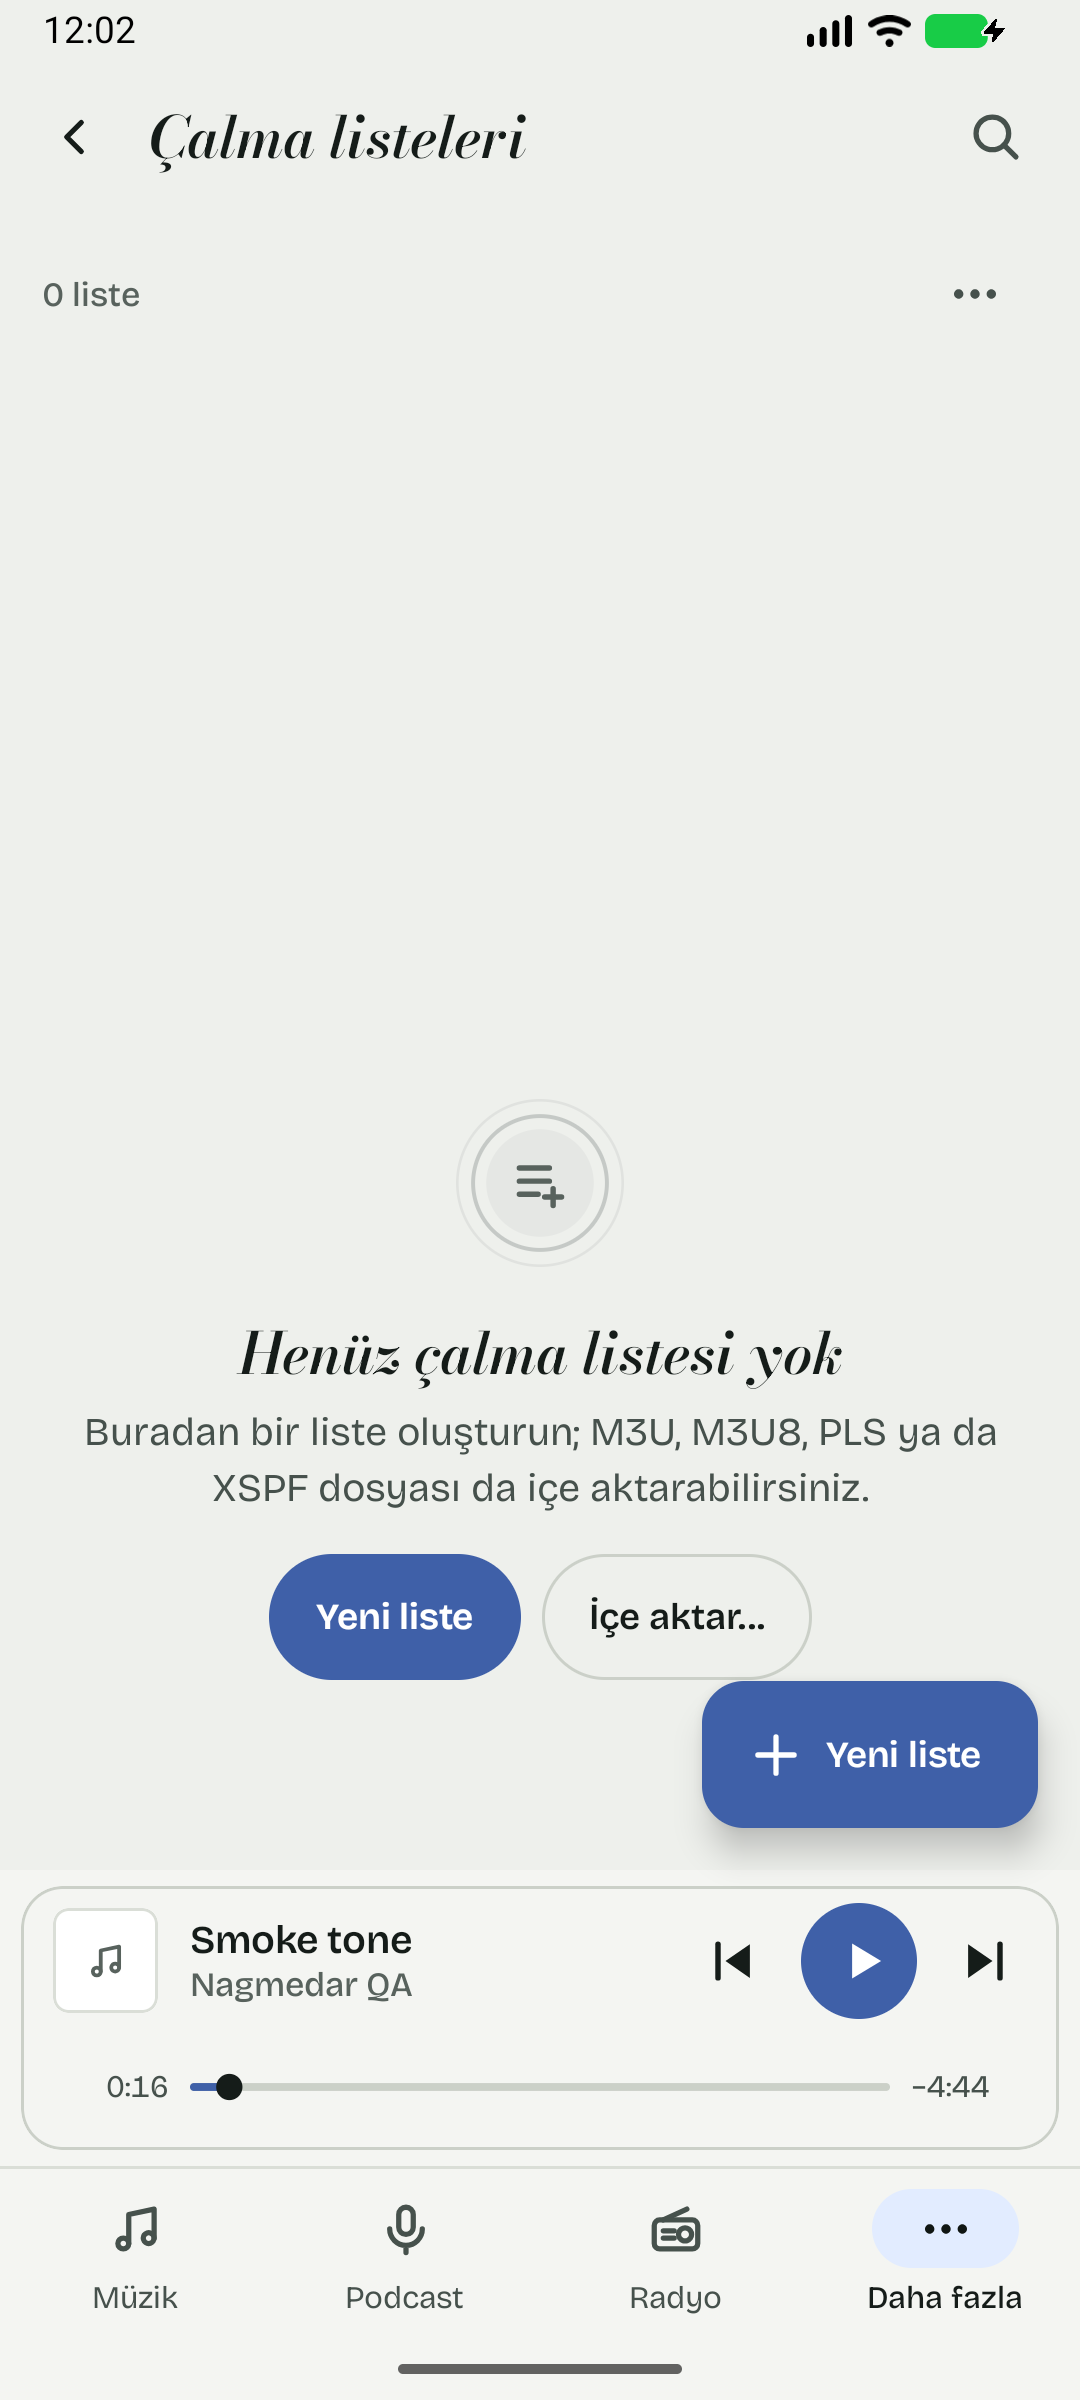 12:02
Çalma listeleri
0 liste
Henüz çalma listesi yok
Buradan bir liste oluşturun; M3U, M3U8, PLS ya da
XSPF dosyası da içe aktarabilirsiniz.
Yeni liste
İçe aktar...
Yeni liste
Smoke tone
Nagmedar QA
0:16
-4:44
Müzik
Podcast
Radyo
Daha fazla